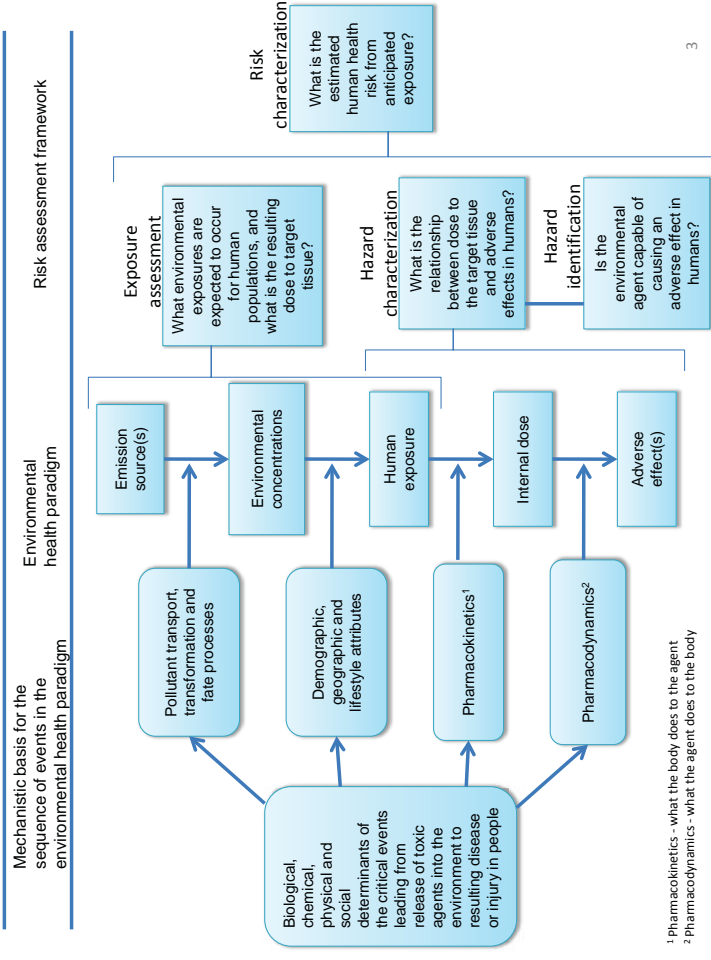 Mechanistic basis for the
sequence of events in the
environmental health paradigm
Environmental
health paradigm
Risk assessment framework
Biological,
chemical,
physical and
social
determinants of
the critical events
leading from
release of toxic
agents into the
environment to
resulting disease
or injury in people
Pollutant transport,
transformation and
fate processes
Demographic,
geographic and
lifestyle attributes
Pharmacokinetics¹
Pharmacodynamics²
Emission
source(s)
Environmental
concentrations
Human
exposure
Internal dose
Adverse
effect(s)
Exposure
assessment
What environmental
exposures are
expected to occur
for human
populations, and
what is the resulting
dose to target
tissue?
Hazard
characterization
What is the
relationship
between dose to
the target tissue
and adverse
effects in humans?
Hazard
identification
Is the
environmental
agent capable of
causing an
adverse effect in
humans?
Risk
characterization
What is the
estimated
human health
risk from
anticipated
exposure?
¹ Pharmacokinetics - what the body does to the agent
² Pharmacodynamics - what the agent does to the body
3